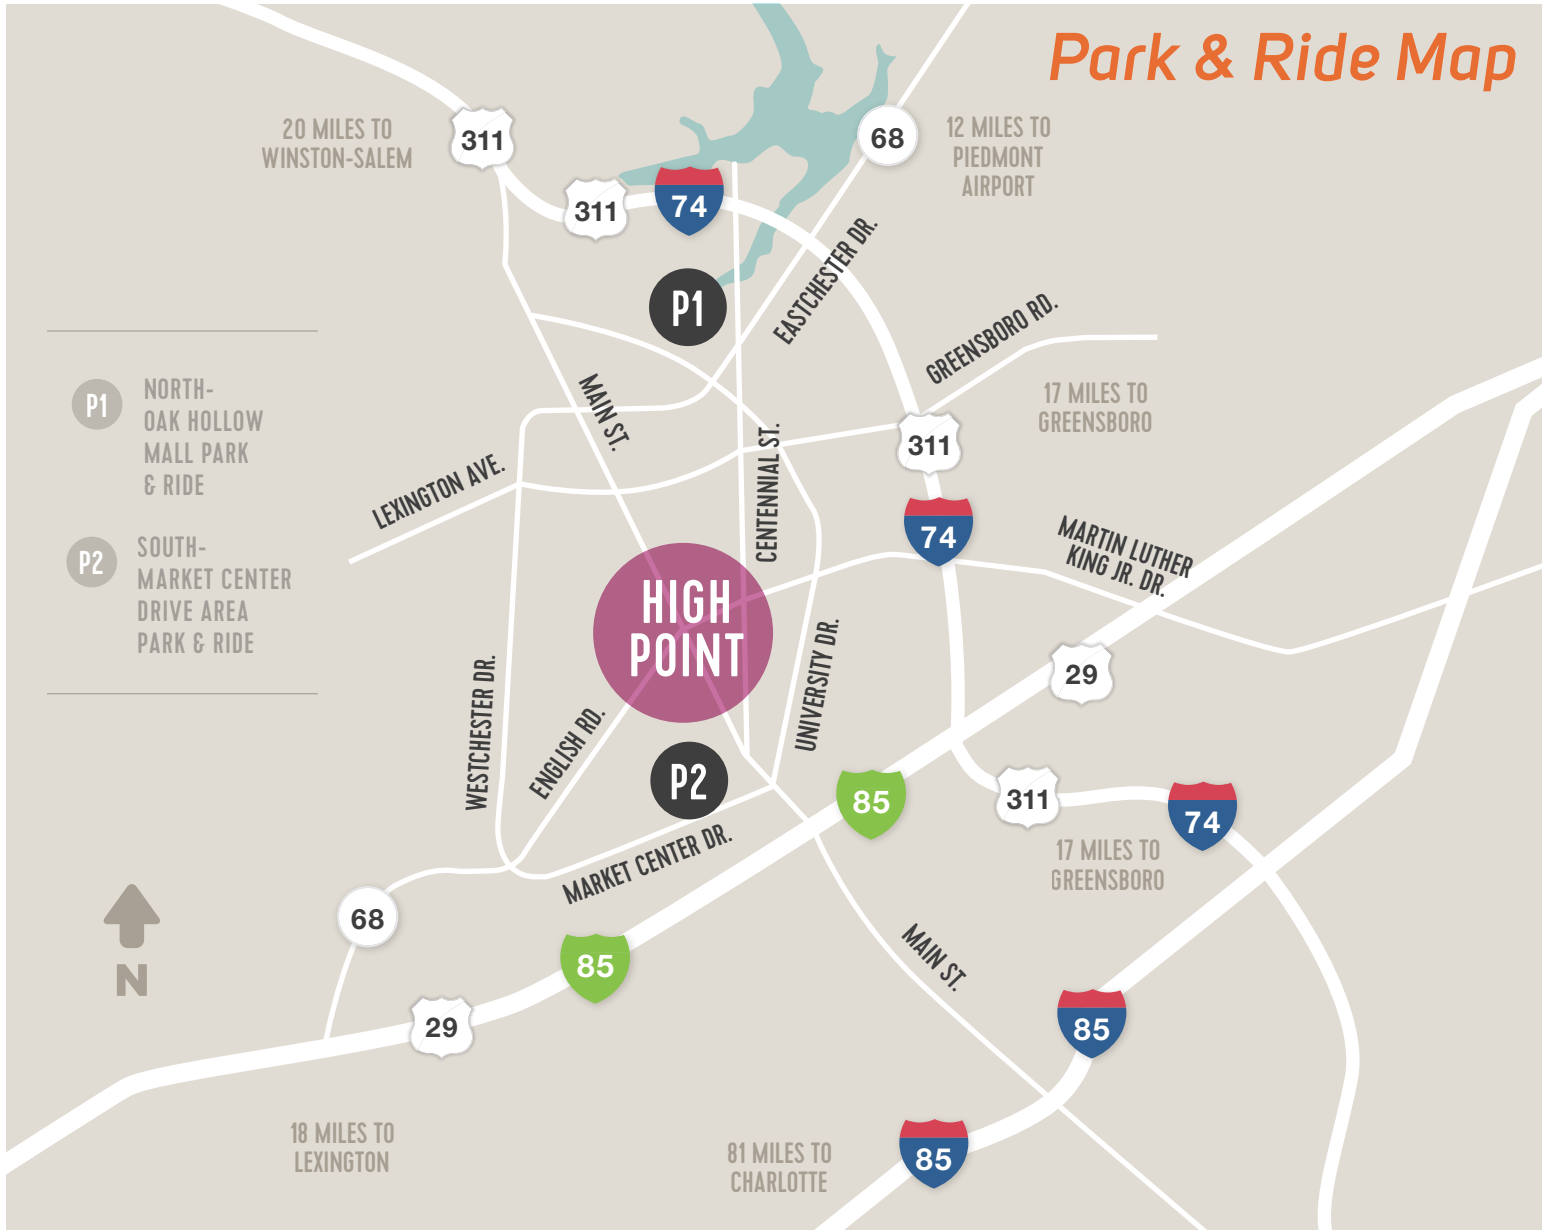 Park & Ride Map
20 MILES TO
WINSTON-SALEM
311
68
12 MILES TO
PIEDMONT
AIRPORT
311
74
P1
EASTCHESTER DR.
GREENSBORO RD.
P1
NORTH-
OAK HOLLOW
MALL PARK
& RIDE
MAIN ST.
17 MILES TO
GREENSBORO
311
LEXINGTON AVE.
CENTENNIAL ST.
74
P2
SOUTH-
MARKET CENTER
DRIVE AREA
PARK & RIDE
MARTIN LUTHER
KING JR. DR.
HIGH
POINT
29
UNIVERSITY DR.
WESTCHESTER DR.
ENGLISH RD.
P2
85
311
74
MARKET CENTER DR.
17 MILES TO
GREENSBORO
68
N
85
MAIN ST.
29
85
18 MILES TO
LEXINGTON
81 MILES TO
CHARLOTTE
85